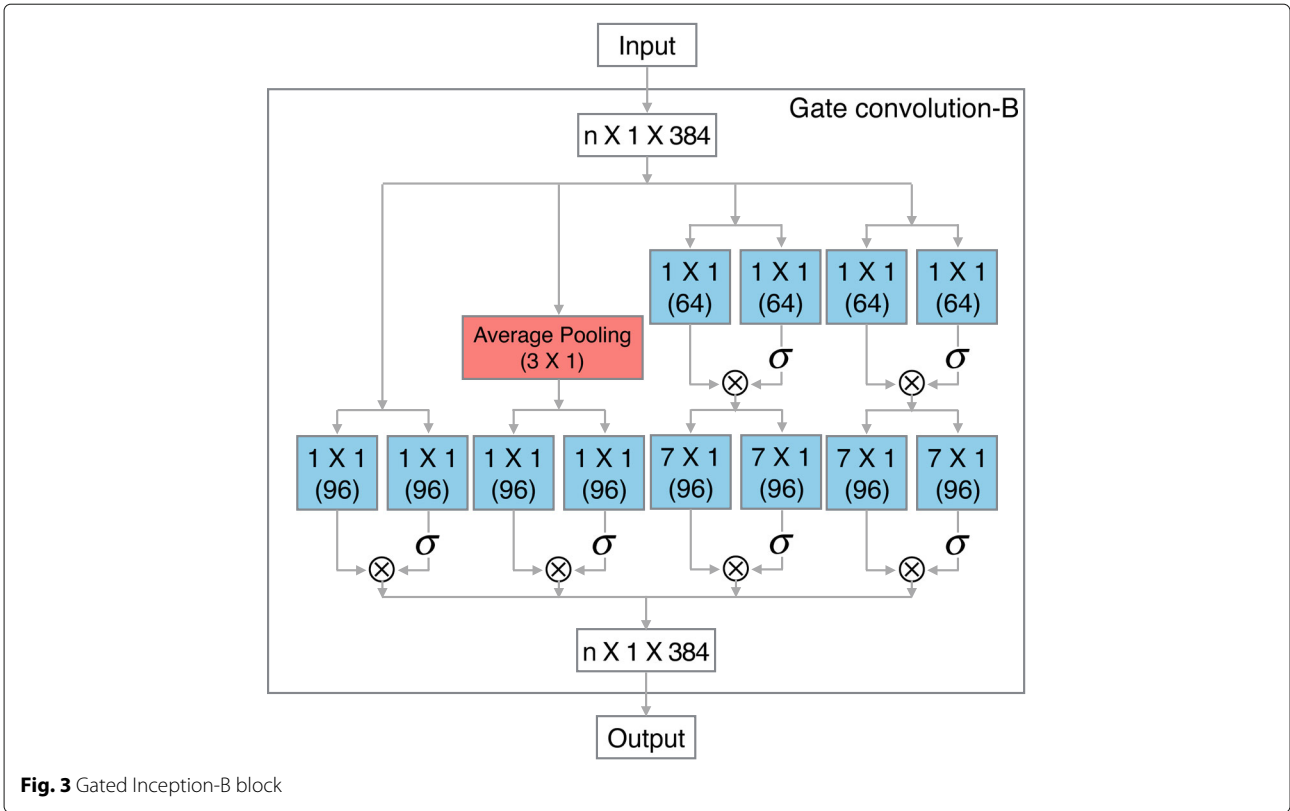 Input
Gate convolution-B
n X 1 X 384
1 X 1
(64)
1 X 1
(64)
1 X 1
(64)
1 X 1
(64)
Average Pooling
(3 X 1)
σ
σ
1 X 1
(96)
1 X 1
(96)
1 X 1
(96)
1 X 1
(96)
7 X 1
(96)
7 X 1
(96)
7 X 1
(96)
7 X 1
(96)
σ
σ
σ
σ
n X 1 X 384
Output
Fig. 3 Gated Inception-B block